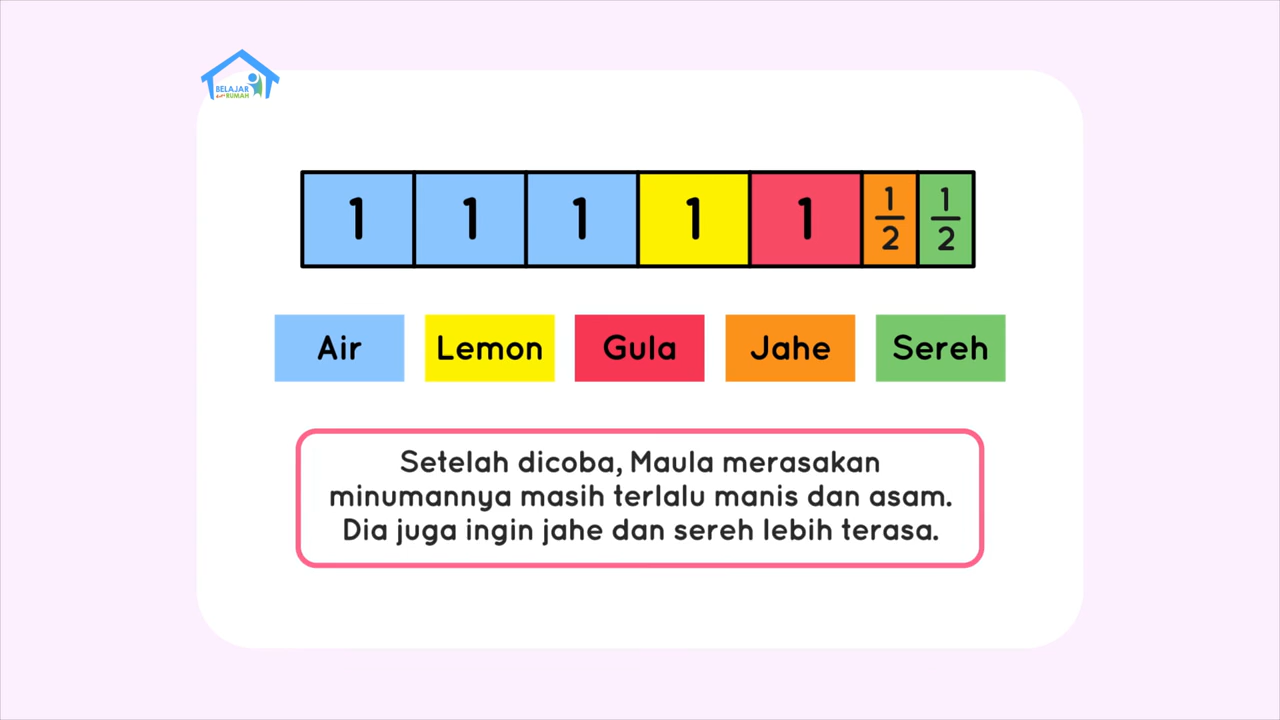 BELAJAR
dari RUMAH
1 1 1 1 1 1/2 1/2
Air Lemon Gula Jahe Sereh
Setelah dicoba, Maula merasakan
minumannya masih terlalu manis dan asam.
Dia juga ingin jahe dan sereh lebih terasa.